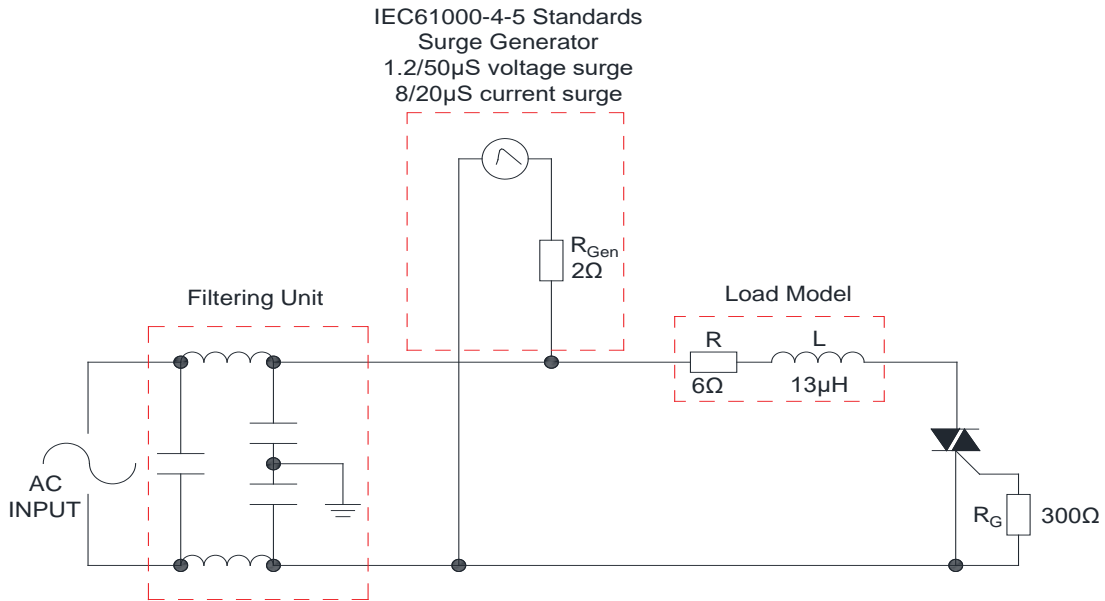 IEC61000-4-5 Standards
Surge Generator
1.2/50μS voltage surge
8/20μS current surge
RGen
2Ω
Filtering Unit
Load Model
R
L
6Ω
13μH
AC
INPUT
RG
300Ω